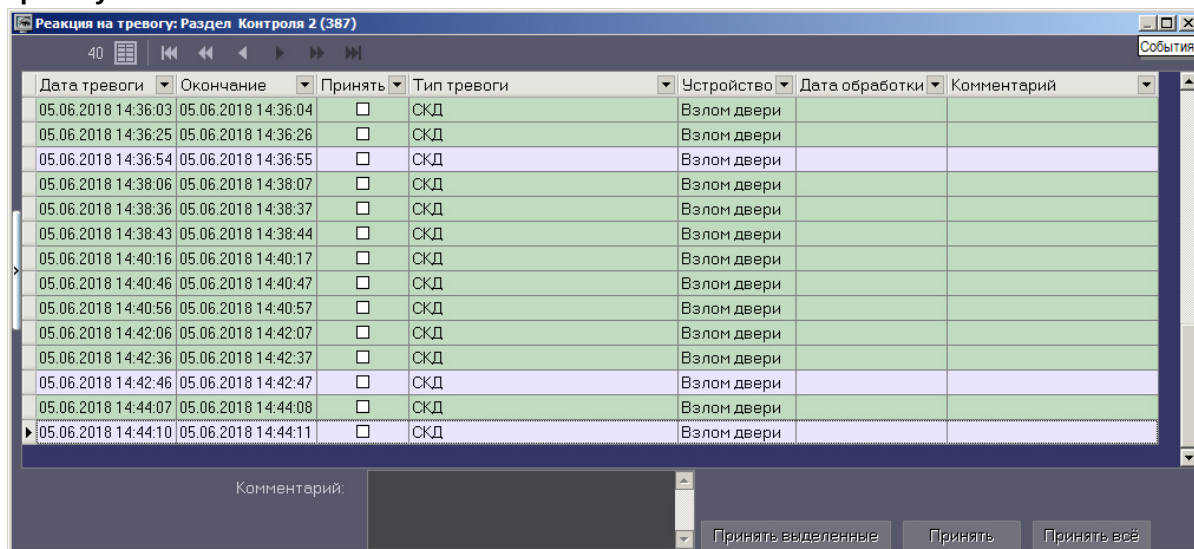 Реакция на тревогу: Раздел Контроля 2 (387)
События
40
Дата тревоги Окончание Принять Тип тревоги Устройство Дата обработки Комментарий
05.06.2018 14:36:03 05.06.2018 14:36:04 СКД Взлом двери
05.06.2018 14:36:25 05.06.2018 14:36:26 СКД Взлом двери
05.06.2018 14:36:54 05.06.2018 14:36:55 СКД Взлом двери
05.06.2018 14:38:06 05.06.2018 14:38:07 СКД Взлом двери
05.06.2018 14:38:36 05.06.2018 14:38:37 СКД Взлом двери
05.06.2018 14:38:43 05.06.2018 14:38:44 СКД Взлом двери
05.06.2018 14:40:16 05.06.2018 14:40:17 СКД Взлом двери
05.06.2018 14:40:46 05.06.2018 14:40:47 СКД Взлом двери
05.06.2018 14:40:56 05.06.2018 14:40:57 СКД Взлом двери
05.06.2018 14:42:06 05.06.2018 14:42:07 СКД Взлом двери
05.06.2018 14:42:36 05.06.2018 14:42:37 СКД Взлом двери
05.06.2018 14:42:46 05.06.2018 14:42:47 СКД Взлом двери
05.06.2018 14:44:07 05.06.2018 14:44:08 СКД Взлом двери
05.06.2018 14:44:10 05.06.2018 14:44:11 СКД Взлом двери
Комментарий:
Принять выделенные Принять Принять всё